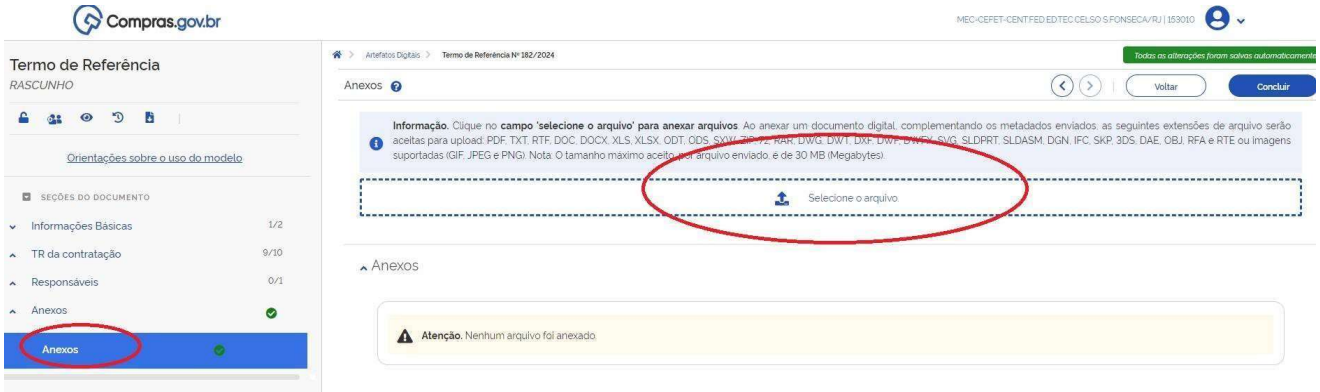 Compras.gov.br
MEC-CEFET-CENT.FED.ED.TEC.CELSO S.FONSECA/RJ | 153010
Termo de Referência
RASCUNHO
Orientações sobre o uso do modelo
SEÇÕES DO DOCUMENTO
Informações Básicas 1/2
TR da contratação 9/10
Responsáveis 0/1
Anexos
Anexos
Artefatos Digitais > Termo de Referência Nº 182/2024
Todas as alterações foram salvas automaticamente
Anexos
Voltar
Concluir
Informação. Clique no campo 'selecione o arquivo' para anexar arquivos. Ao anexar um documento digital, complementando os metadados enviados, as seguintes extensões de arquivo serão
aceitas para upload: PDF, TXT, RTF, DOC, DOCX, XLS, XLSX, ODT, ODS, SXW, ZIP, 7Z, RAR, DWG, DWT, DXF, DWF, DWFX, SVG, SLDPRT, SLDASM, DGN, IFC, SKP, 3DS, DAE, OBJ, RFA e RTE ou imagens
suportadas (GIF, JPEG e PNG). Nota: O tamanho máximo aceito, por arquivo enviado, é de 30 MB (Megabytes).
Selecione o arquivo
Anexos
Atenção. Nenhum arquivo foi anexado.